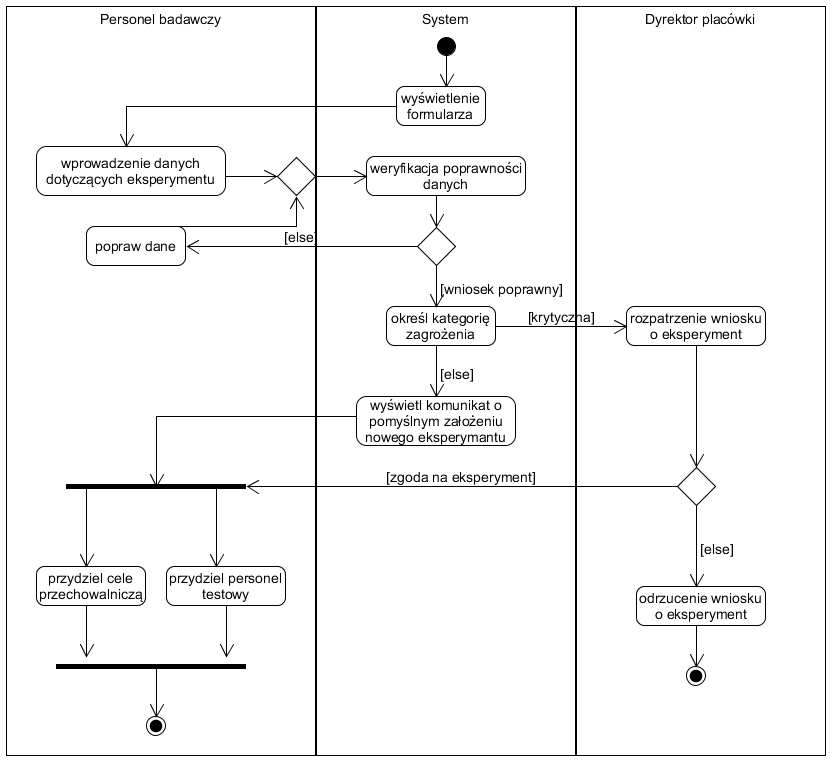 Personel badawczy
System
Dyrektor placówki
wyświetlenie
formularza
wprowadzenie danych
dotyczących eksperymentu
weryfikacja poprawności
danych
popraw dane
[else]
[wniosek poprawny]
określ kategorię
zagrożenia
[krytyczna]
rozpatrzenie wniosku
o eksperyment
[else]
wyświetl komunikat o
pomyślnym założeniu
nowego eksperymantu
[zgoda na eksperyment]
[else]
przydziel cele
przechowalniczą
przydziel personel
testowy
odrzucenie wniosku
o eksperyment